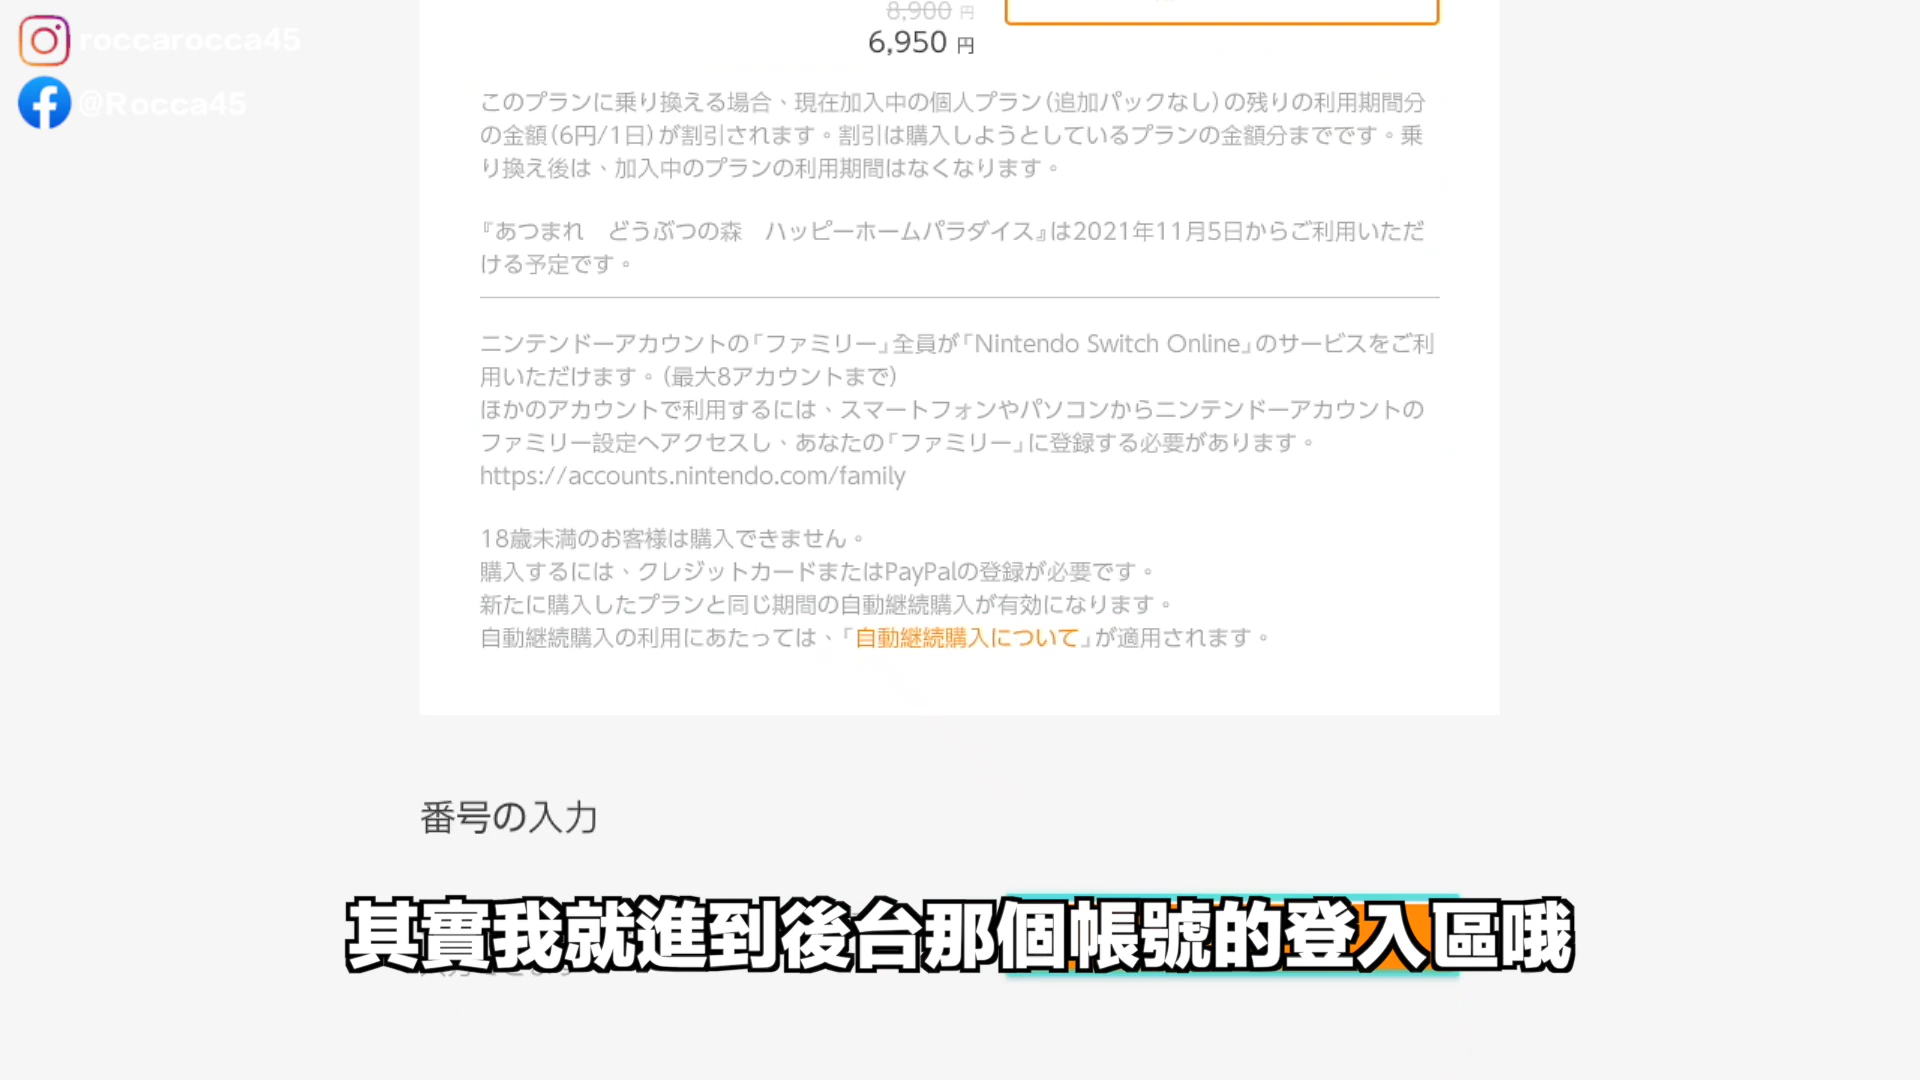 roccarocca45
@Rocca45
8,900 円
6,950 円
このプランに乗り換える場合、現在加入中の個人プラン(追加パックなし)の残りの利用期間分
の金額(6円/1日)が割引されます。割引は購入しようとしているプランの金額分までです。乗
り換え後は、加入中のプランの利用期間はなくなります。
『あつまれ　どうぶつの森　ハッピーホームパラダイス』は2021年11月5日からご利用いただ
ける予定です。
ニンテンドーアカウントの「ファミリー」全員が「Nintendo Switch Online」のサービスをご利
用いただけます。(最大8アカウントまで)
ほかのアカウントで利用するには、スマートフォンやパソコンからニンテンドーアカウントの
ファミリー設定へアクセスし、あなたの「ファミリー」に登録する必要があります。
https://accounts.nintendo.com/family
18歳未満のお客様は購入できません。
購入するには、クレジットカードまたはPayPalの登録が必要です。
新たに購入したプランと同じ期間の自動継続購入が有効になります。
自動継続購入の利用にあたっては、「自動継続購入について」が適用されます。
番号の入力
其實我就進到後台那個帳號的登入區哦